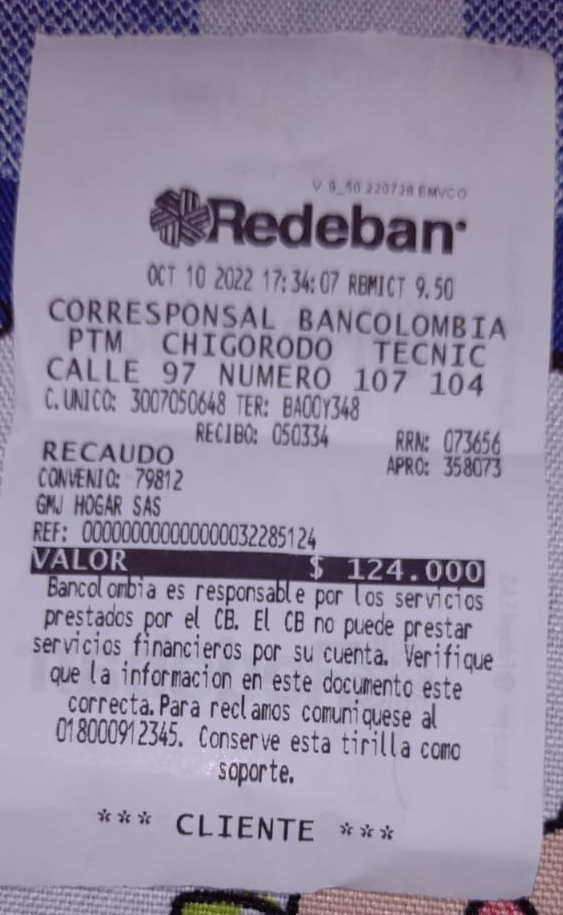 V 9_50 220728 EMVCO
Redeban
OCT 10 2022 17:34:07 RBMICT 9.50
CORRESPONSAL BANCOLOMBIA
PTM CHIGORODO TECNIC
CALLE 97 NUMERO 107 104
C.UNICO: 3007050648 TER: BAOOY348
RECIBO: 050334 RRN: 073656
RECAUDO APRO: 358073
CONVENIO: 79812
GMJ HOGAR SAS
REF: 000000000000000032285124
VALOR $ 124.000
Bancolombia es responsable por los servicios
prestados por el CB. El CB no puede prestar
servicios financieros por su cuenta. Verifique
que la informacion en este documento este
correcta.Para reclamos comuniquese al
018000912345. Conserve esta tirilla como
soporte.
*** CLIENTE ***